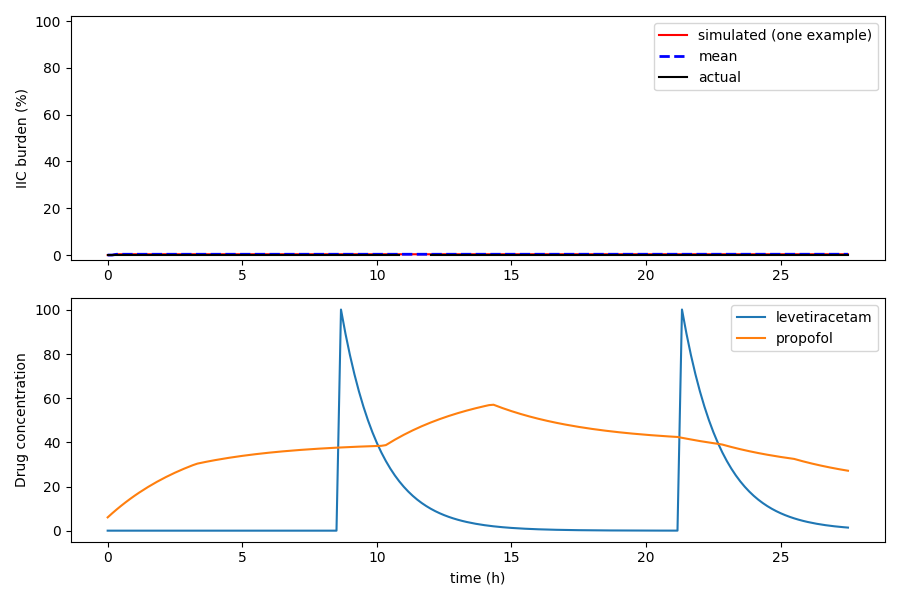 100
80
60
40
20
0
IIC burden (%)
simulated (one example)
mean
actual
0 5 10 15 20 25
100
80
60
40
20
0
Drug concentration
levetiracetam
propofol
0 5 10 15 20 25
time (h)